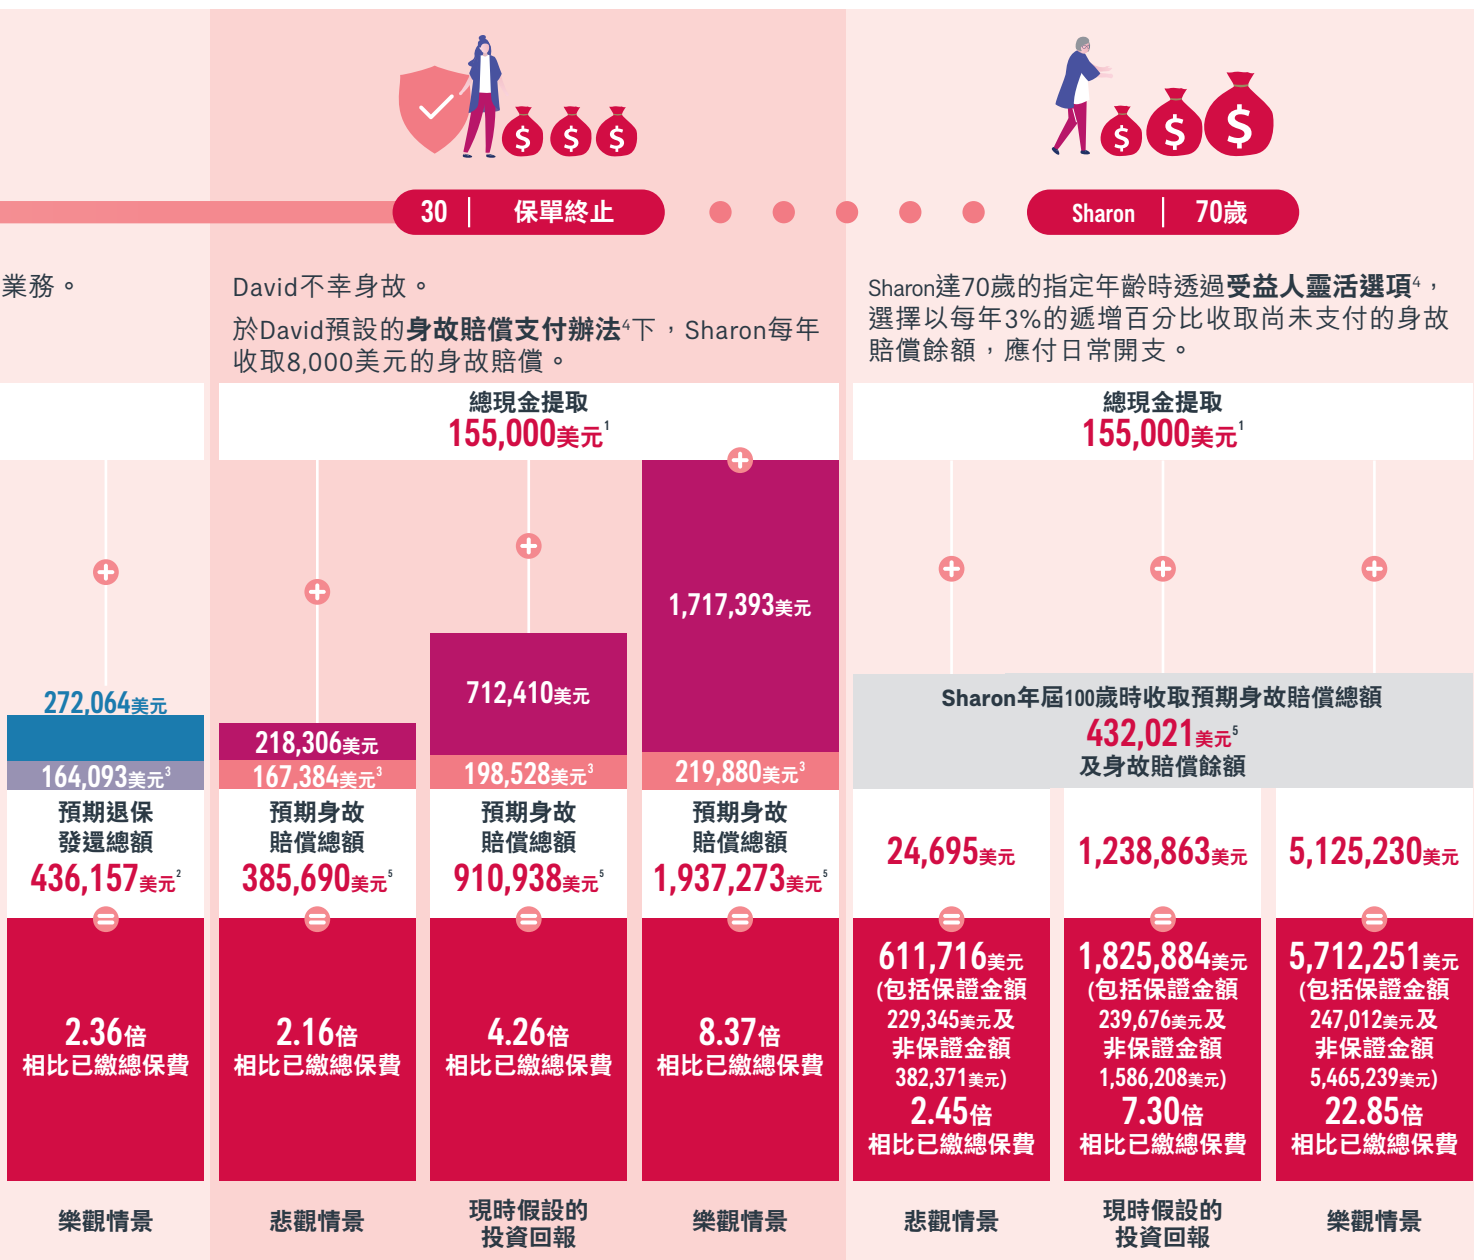 30 | 保單終止
Sharon | 70歲
業務。
David不幸身故。
於David預設的身故賠償支付辦法4下，Sharon每年
收取8,000美元的身故賠償。
Sharon達70歲的指定年齡時透過受益人靈活選項4，
選擇以每年3%的遞增百分比收取尚未支付的身故
賠償餘額，應付日常開支。
總現金提取
155,000美元1
總現金提取
155,000美元1
272,064美元
164,093美元3
預期退保
發還總額
436,157美元2
2.36倍
相比已繳總保費
樂觀情景
218,306美元
167,384美元3
預期身故
賠償總額
385,690美元5
2.16倍
相比已繳總保費
悲觀情景
712,410美元
198,528美元3
預期身故
賠償總額
910,938美元5
4.26倍
相比已繳總保費
現時假設的
投資回報
1,717,393美元
219,880美元3
預期身故
賠償總額
1,937,273美元5
8.37倍
相比已繳總保費
樂觀情景
Sharon年屆100歲時收取預期身故賠償總額
432,021美元5
及身故賠償餘額
24,695美元
611,716美元
(包括保證金額
229,345美元及
非保證金額
382,371美元)
2.45倍
相比已繳總保費
悲觀情景
1,238,863美元
1,825,884美元
(包括保證金額
239,676美元及
非保證金額
1,586,208美元)
7.30倍
相比已繳總保費
現時假設的
投資回報
5,125,230美元
5,712,251美元
(包括保證金額
247,012美元及
非保證金額
5,465,239美元)
22.85倍
相比已繳總保費
樂觀情景